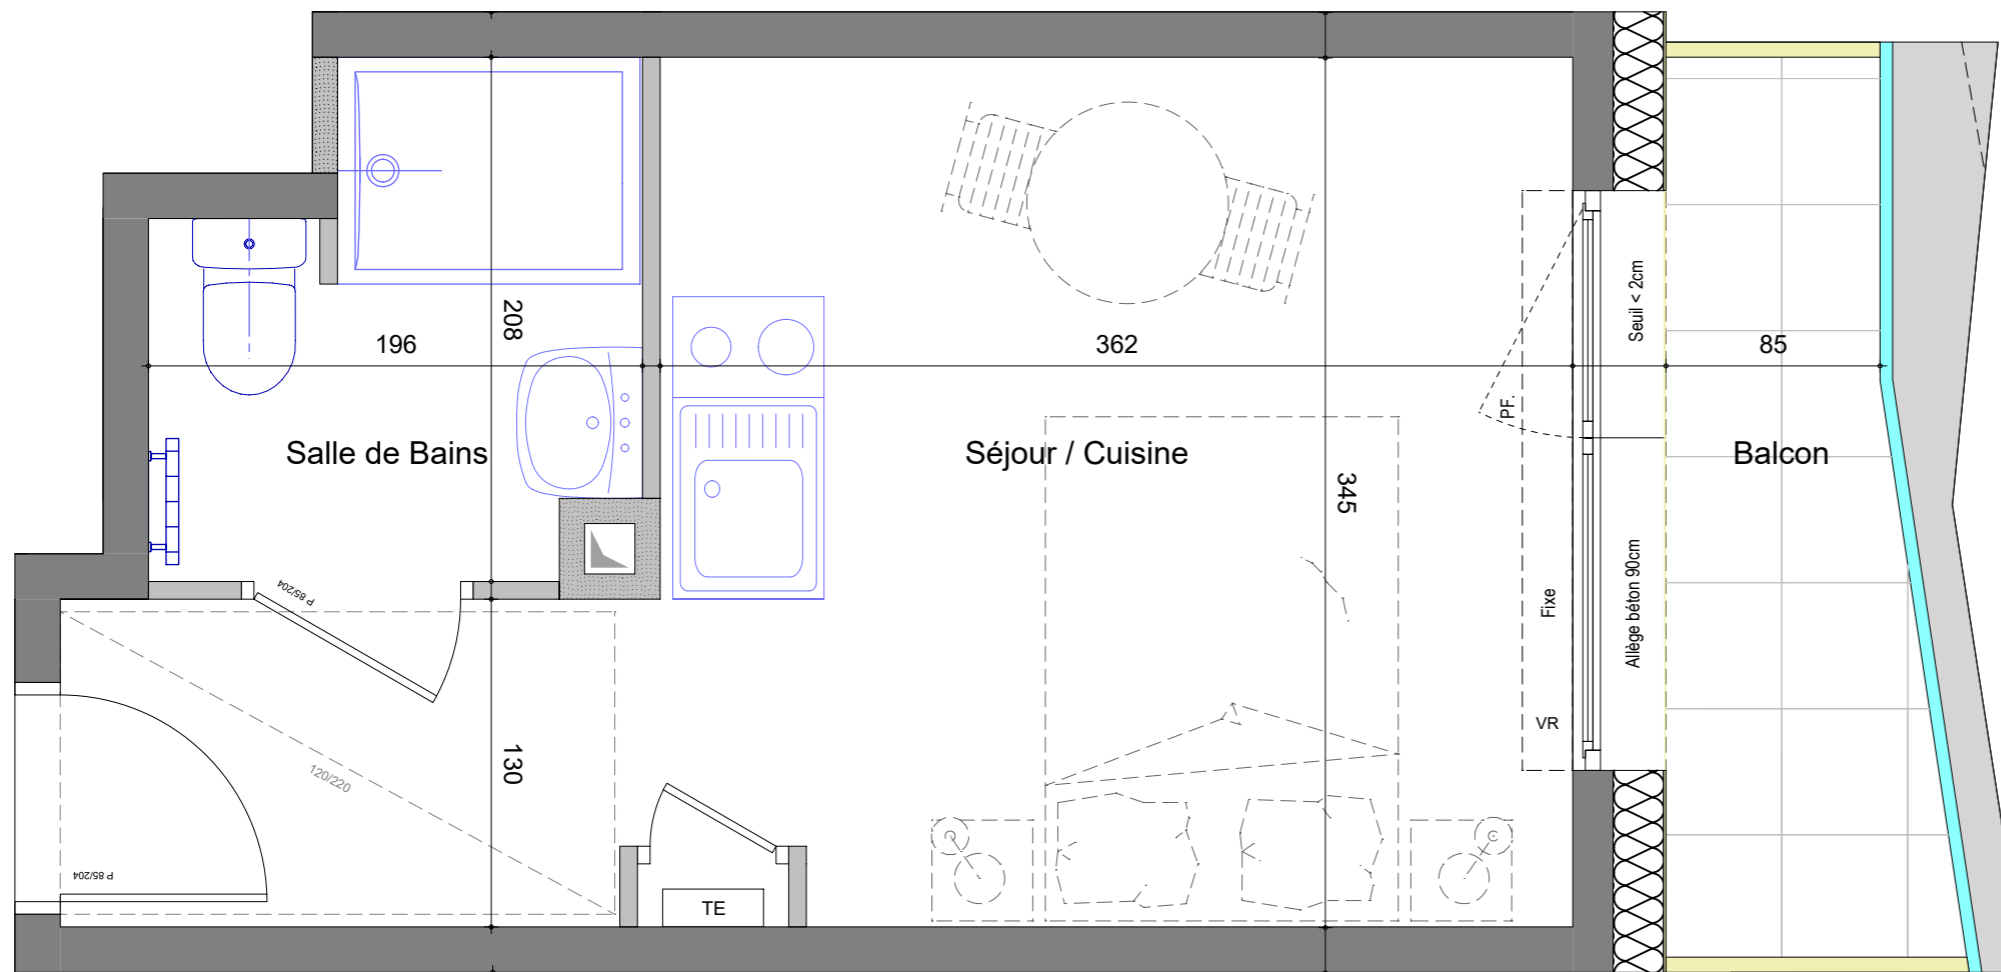 208
196
362
85
Seuil < 2cm
PF.
Salle de Bains
Séjour / Cuisine
Balcon
345
P 85/204
Fixe
Allège béton 90cm
VR
130
120/220
P 85/204
TE